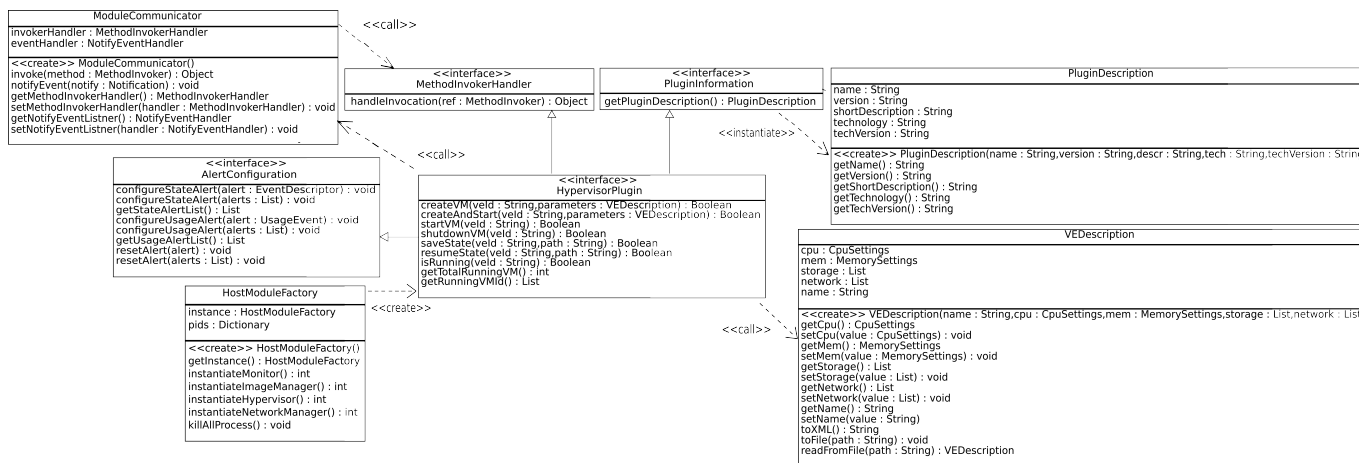 ModuleCommunicator
invokerHandler : MethodInvokerHandler
eventHandler : NotifyEventHandler
<<create>> ModuleCommunicator()
invoke(method : MethodInvoker) : Object
notifyEvent(notify : Notification) : void
getMethodInvokerHandler() : MethodInvokerHandler
setMethodInvokerHandler(handler : MethodInvokerHandler) : void
getNotifyEventListner() : NotifyEventHandler
setNotifyEventListner(handler : NotifyEventHandler) : void
<<call>>
<<interface>>
MethodInvokerHandler
handleInvocation(ref : MethodInvoker) : Object
<<interface>>
PluginInformation
getPluginDescription() : PluginDescription
<<instantiate>>
PluginDescription
name : String
version : String
shortDescription : String
technology : String
techVersion : String
<<create>> PluginDescription(name : String,version : String,descr : String,tech : String,techVersion : String
getName() : String
getVersion() : String
getShortDescription() : String
getTechnology() : String
getTechVersion() : String
<<call>>
<<interface>>
AlertConfiguration
configureStateAlert(alert : EventDescriptor) : void
configureStateAlert(alerts : List) : void
getStateAlertList() : List
configureUsageAlert(alert : UsageEvent) : void
configureUsageAlert(alerts : List) : void
getUsageAlertList() : List
resetAlert(alert) : void
resetAlert(alerts : List) : void
<<interface>>
HypervisorPlugin
createVM(veId : String,parameters : VEDescription) : Boolean
createAndStart(veId : String,parameters : VEDescription) : Boolean
startVM(veId : String) : Boolean
shutdownVM(veId : String) : Boolean
saveState(veId : String,path : String) : Boolean
resumeState(veId : String,path : String) : Boolean
isRunning(veId : String) : Boolean
getTotalRunningVM() : int
getRunningVMId() : List
HostModuleFactory
instance : HostModuleFactory
pids : Dictionary
<<create>> HostModuleFactory()
getInstance() : HostModuleFactory
instantiateMonitor() : int
instantiateImageManager() : int
instantiateHypervisor() : int
instantiateNetworkManager() : int
killAllProcess() : void
<<create>>
<<call>>
VEDescription
cpu : CpuSettings
mem : MemorySettings
storage : List
network : List
name : String
<<create>> VEDescription(name : String,cpu : CpuSettings,mem : MemorySettings,storage : List,network : List
getCpu() : CpuSettings
setCpu(value : CpuSettings) : void
getMem() : MemorySettings
setMem(value : MemorySettings) : void
getStorage() : List
setStorage(value : List) : void
getNetwork() : List
setNetwork(value : List) : void
getName() : String
setName(value : String)
toXML() : String
toFile(path : String) : void
readFromFile(path : String) : VEDescription